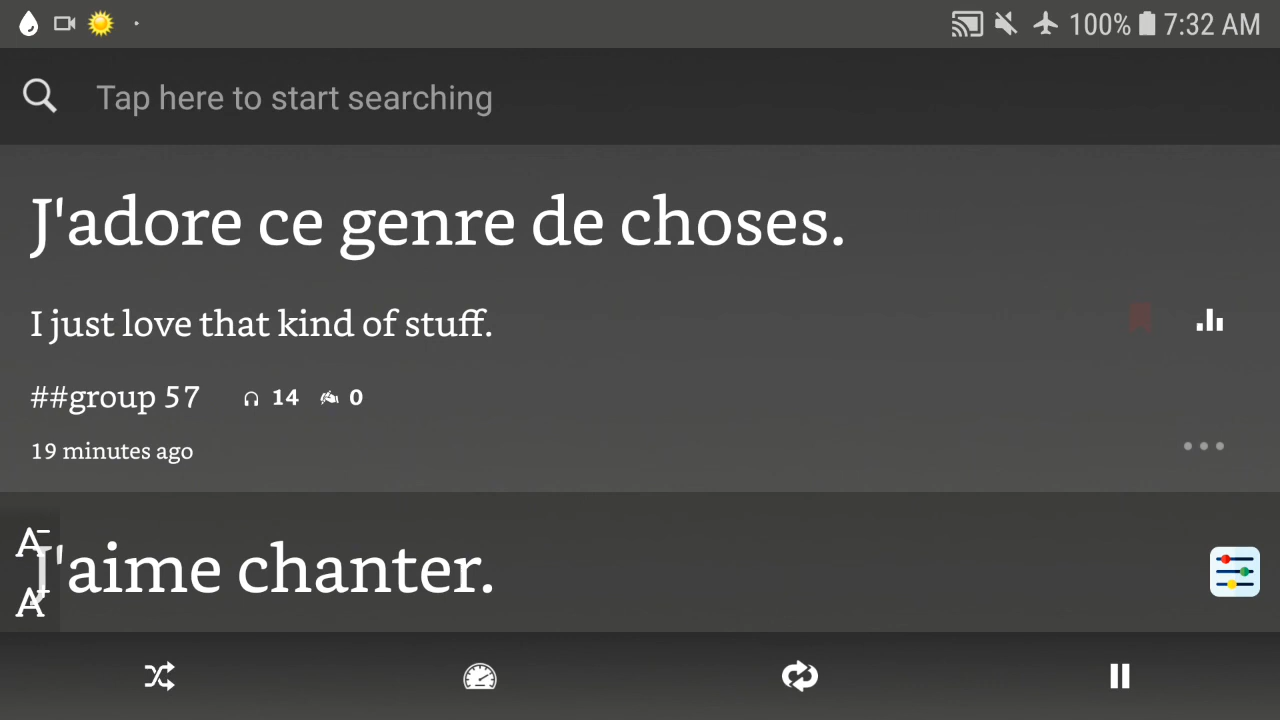 100% 7:32 AM
Tap here to start searching
J'adore ce genre de choses.
I just love that kind of stuff.
##group 57 14 0
19 minutes ago
A-
J'aime chanter.
A+